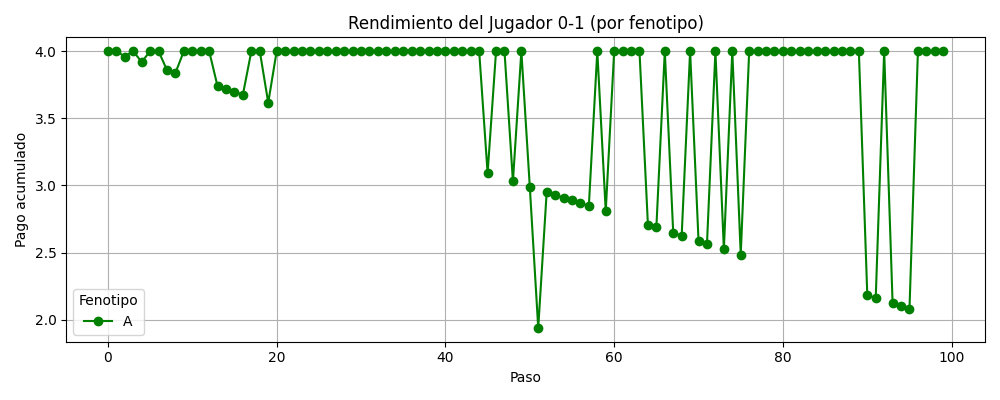 Rendimiento del Jugador 0-1 (por fenotipo)
Pago acumulado
4.0
3.5
3.0
2.5
2.0
Fenotipo
A
0 20 40 60 80 100
Paso